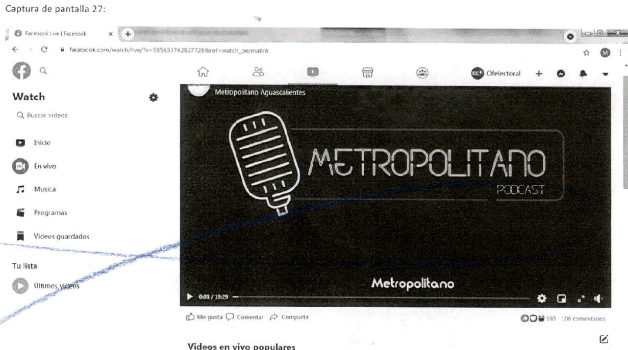 Captura de pantalla 27:
Facebook Live | Facebook
facebook.com/watch/live/?v=585453742827728&ref=watch_permalink
M
Ofelectoral
Watch
Buscar videos
Inicio
En vivo
Música
Programas
Videos guardados
Tu lista
Últimos videos
Metropolitano Aguascalientes
METROPOLITANO
PODCAST
Metropolitano
0:03 / 19:29
Me gusta Comentar Compartir
193 · 108 comentarios
Videos en vivo populares